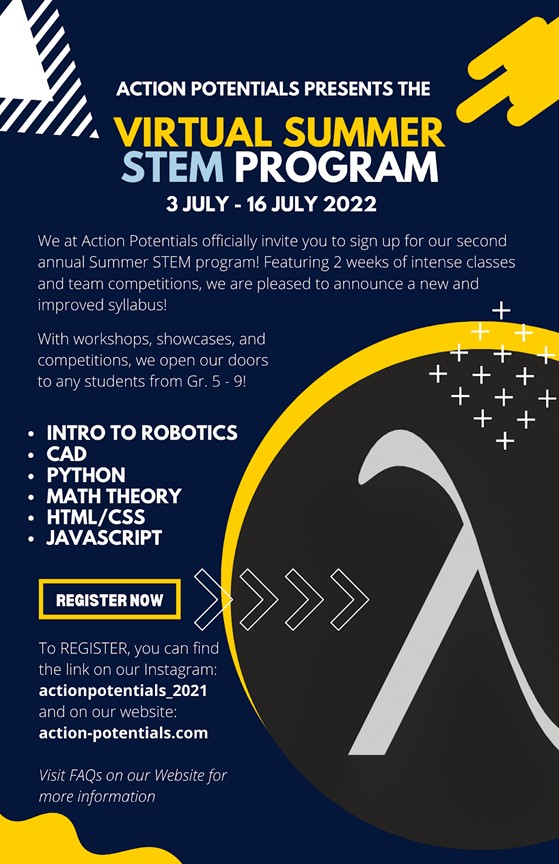 ACTION POTENTIALS PRESENTS THE
VIRTUAL SUMMER
STEM PROGRAM
3 JULY - 16 JULY 2022
We at Action Potentials officially invite you to sign up for our second
annual Summer STEM program! Featuring 2 weeks of intense classes
and team competitions, we are pleased to announce a new and
improved syllabus!
With workshops, showcases, and
competitions, we open our doors
to any students from Gr. 5 - 9!
• INTRO TO ROBOTICS
• CAD
• PYTHON
• MATH THEORY
• HTML/CSS
• JAVASCRIPT
REGISTER NOW
To REGISTER, you can find
the link on our Instagram:
actionpotentials_2021
and on our website:
action-potentials.com
Visit FAQs on our Website for
more information
λ